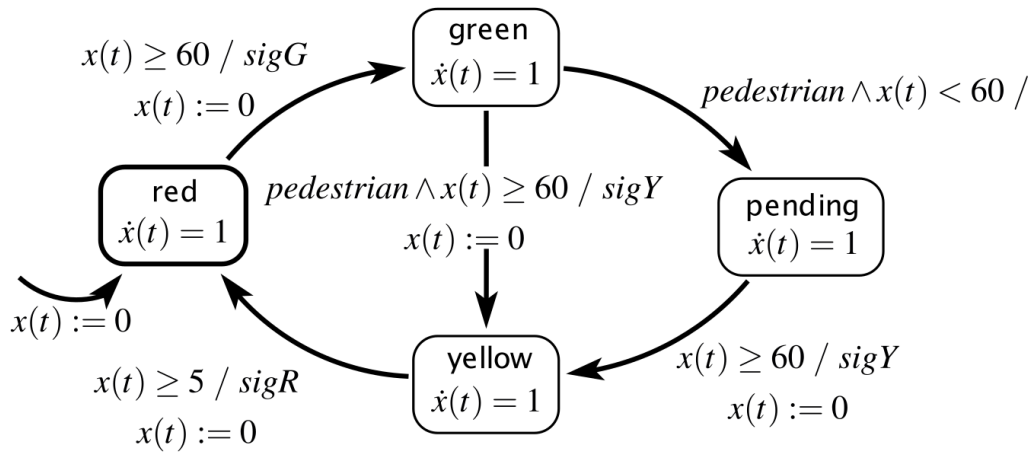 green
ẋ(t) = 1
x(t) ≥ 60 / sigG
x(t) := 0
pedestrian ∧ x(t) < 60 /
red
ẋ(t) = 1
pedestrian ∧ x(t) ≥ 60 / sigY
x(t) := 0
pending
ẋ(t) = 1
x(t) := 0
yellow
ẋ(t) = 1
x(t) ≥ 5 / sigR
x(t) := 0
x(t) ≥ 60 / sigY
x(t) := 0